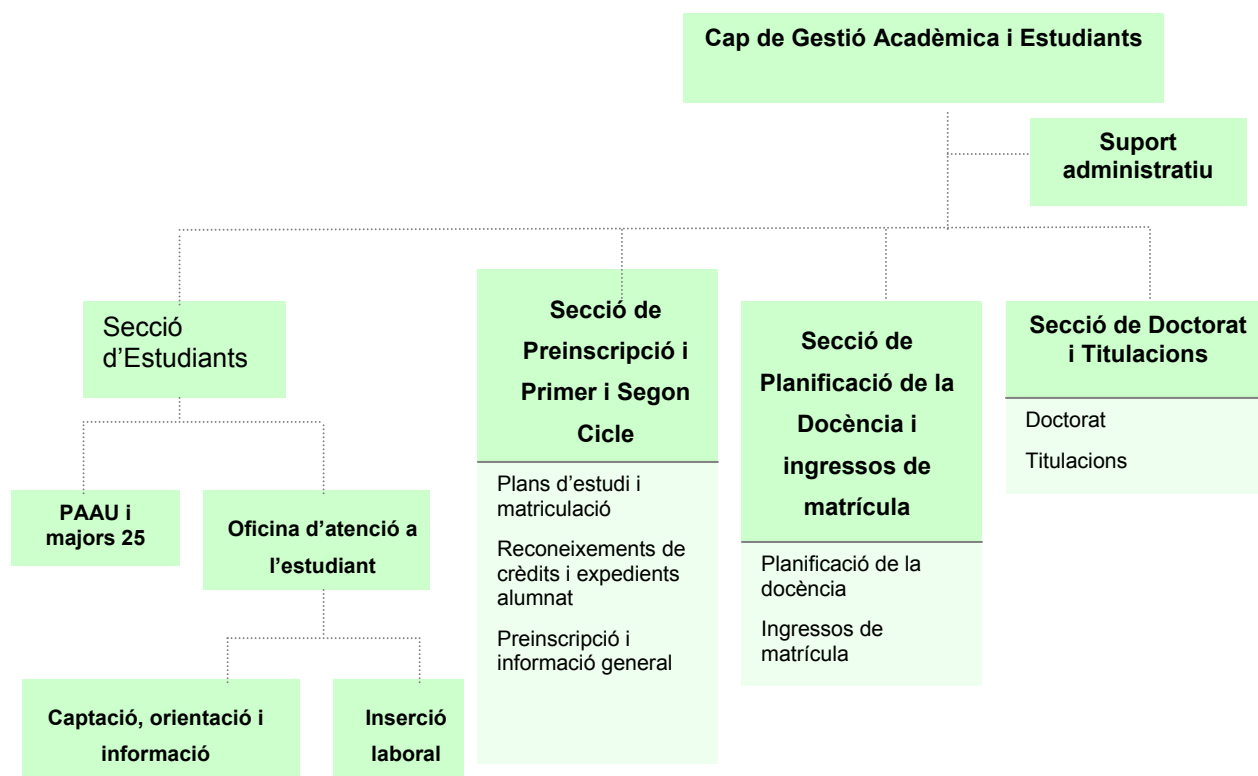 Cap de Gestió Acadèmica i Estudiants
Suport
administratiu
Secció
d’Estudiants
PAAU i
majors 25
Oficina d’atenció a
l’estudiant
Captació, orientació i
informació
Inserció
laboral
Secció de
Preinscripció i
Primer i Segon
Cicle
Plans d’estudi i
matriculació
Reconeixements de
crèdits i expedients
alumnat
Preinscripció i
informació general
Secció de
Planificació de la
Docència i
ingressos de
matrícula
Planificació de la
docència
Ingressos de
matrícula
Secció de Doctorat
i Titulacions
Doctorat
Titulacions